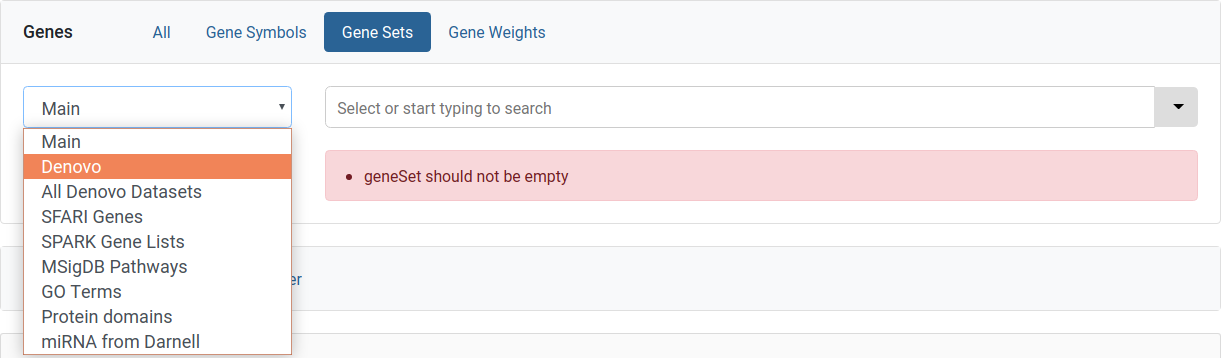 Genes All Gene Symbols Gene Sets Gene Weights
Main Select or start typing to search
Main
Denovo
geneSet should not be empty
All Denovo Datasets
SFARI Genes
SPARK Gene Lists
MSigDB Pathways
GO Terms
Protein domains
miRNA from Darnell